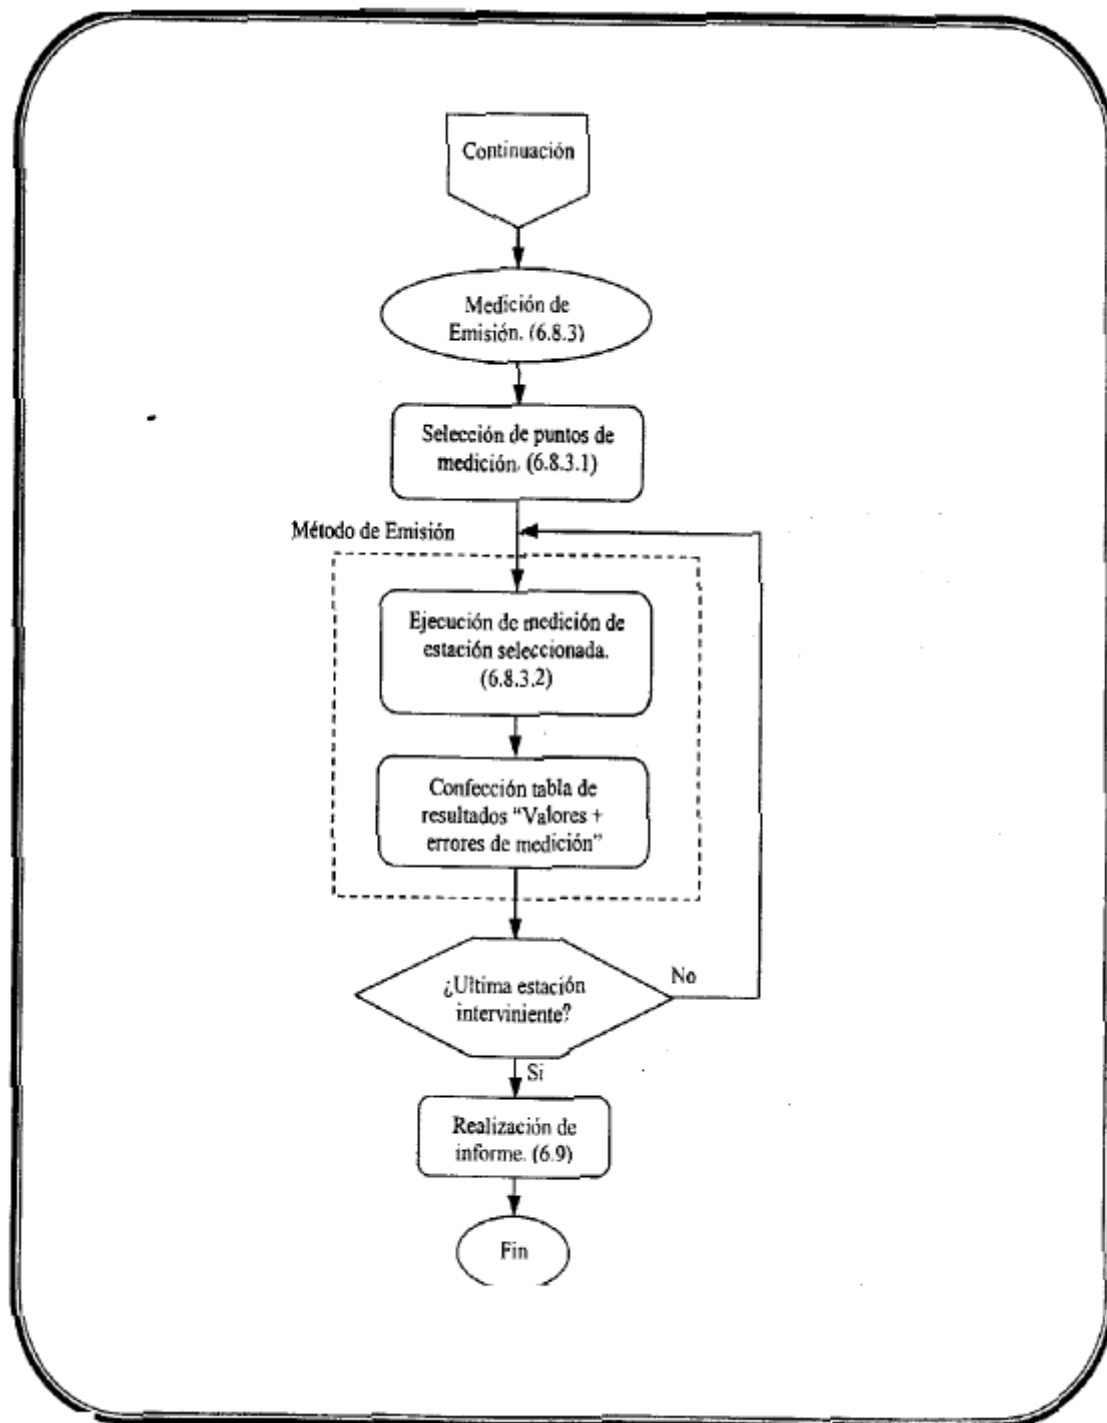 Continuación
Medición de
Emisión. (6.8.3)
Selección de puntos de
medición. (6.8.3.1)
Método de Emisión
Ejecución de medición de
estación seleccionada.
(6.8.3.2)
Confección tabla de
resultados “Valores +
errores de medición”
¿Ultima estación
interviniente?
No
Si
Realización de
informe. (6.9)
Fin